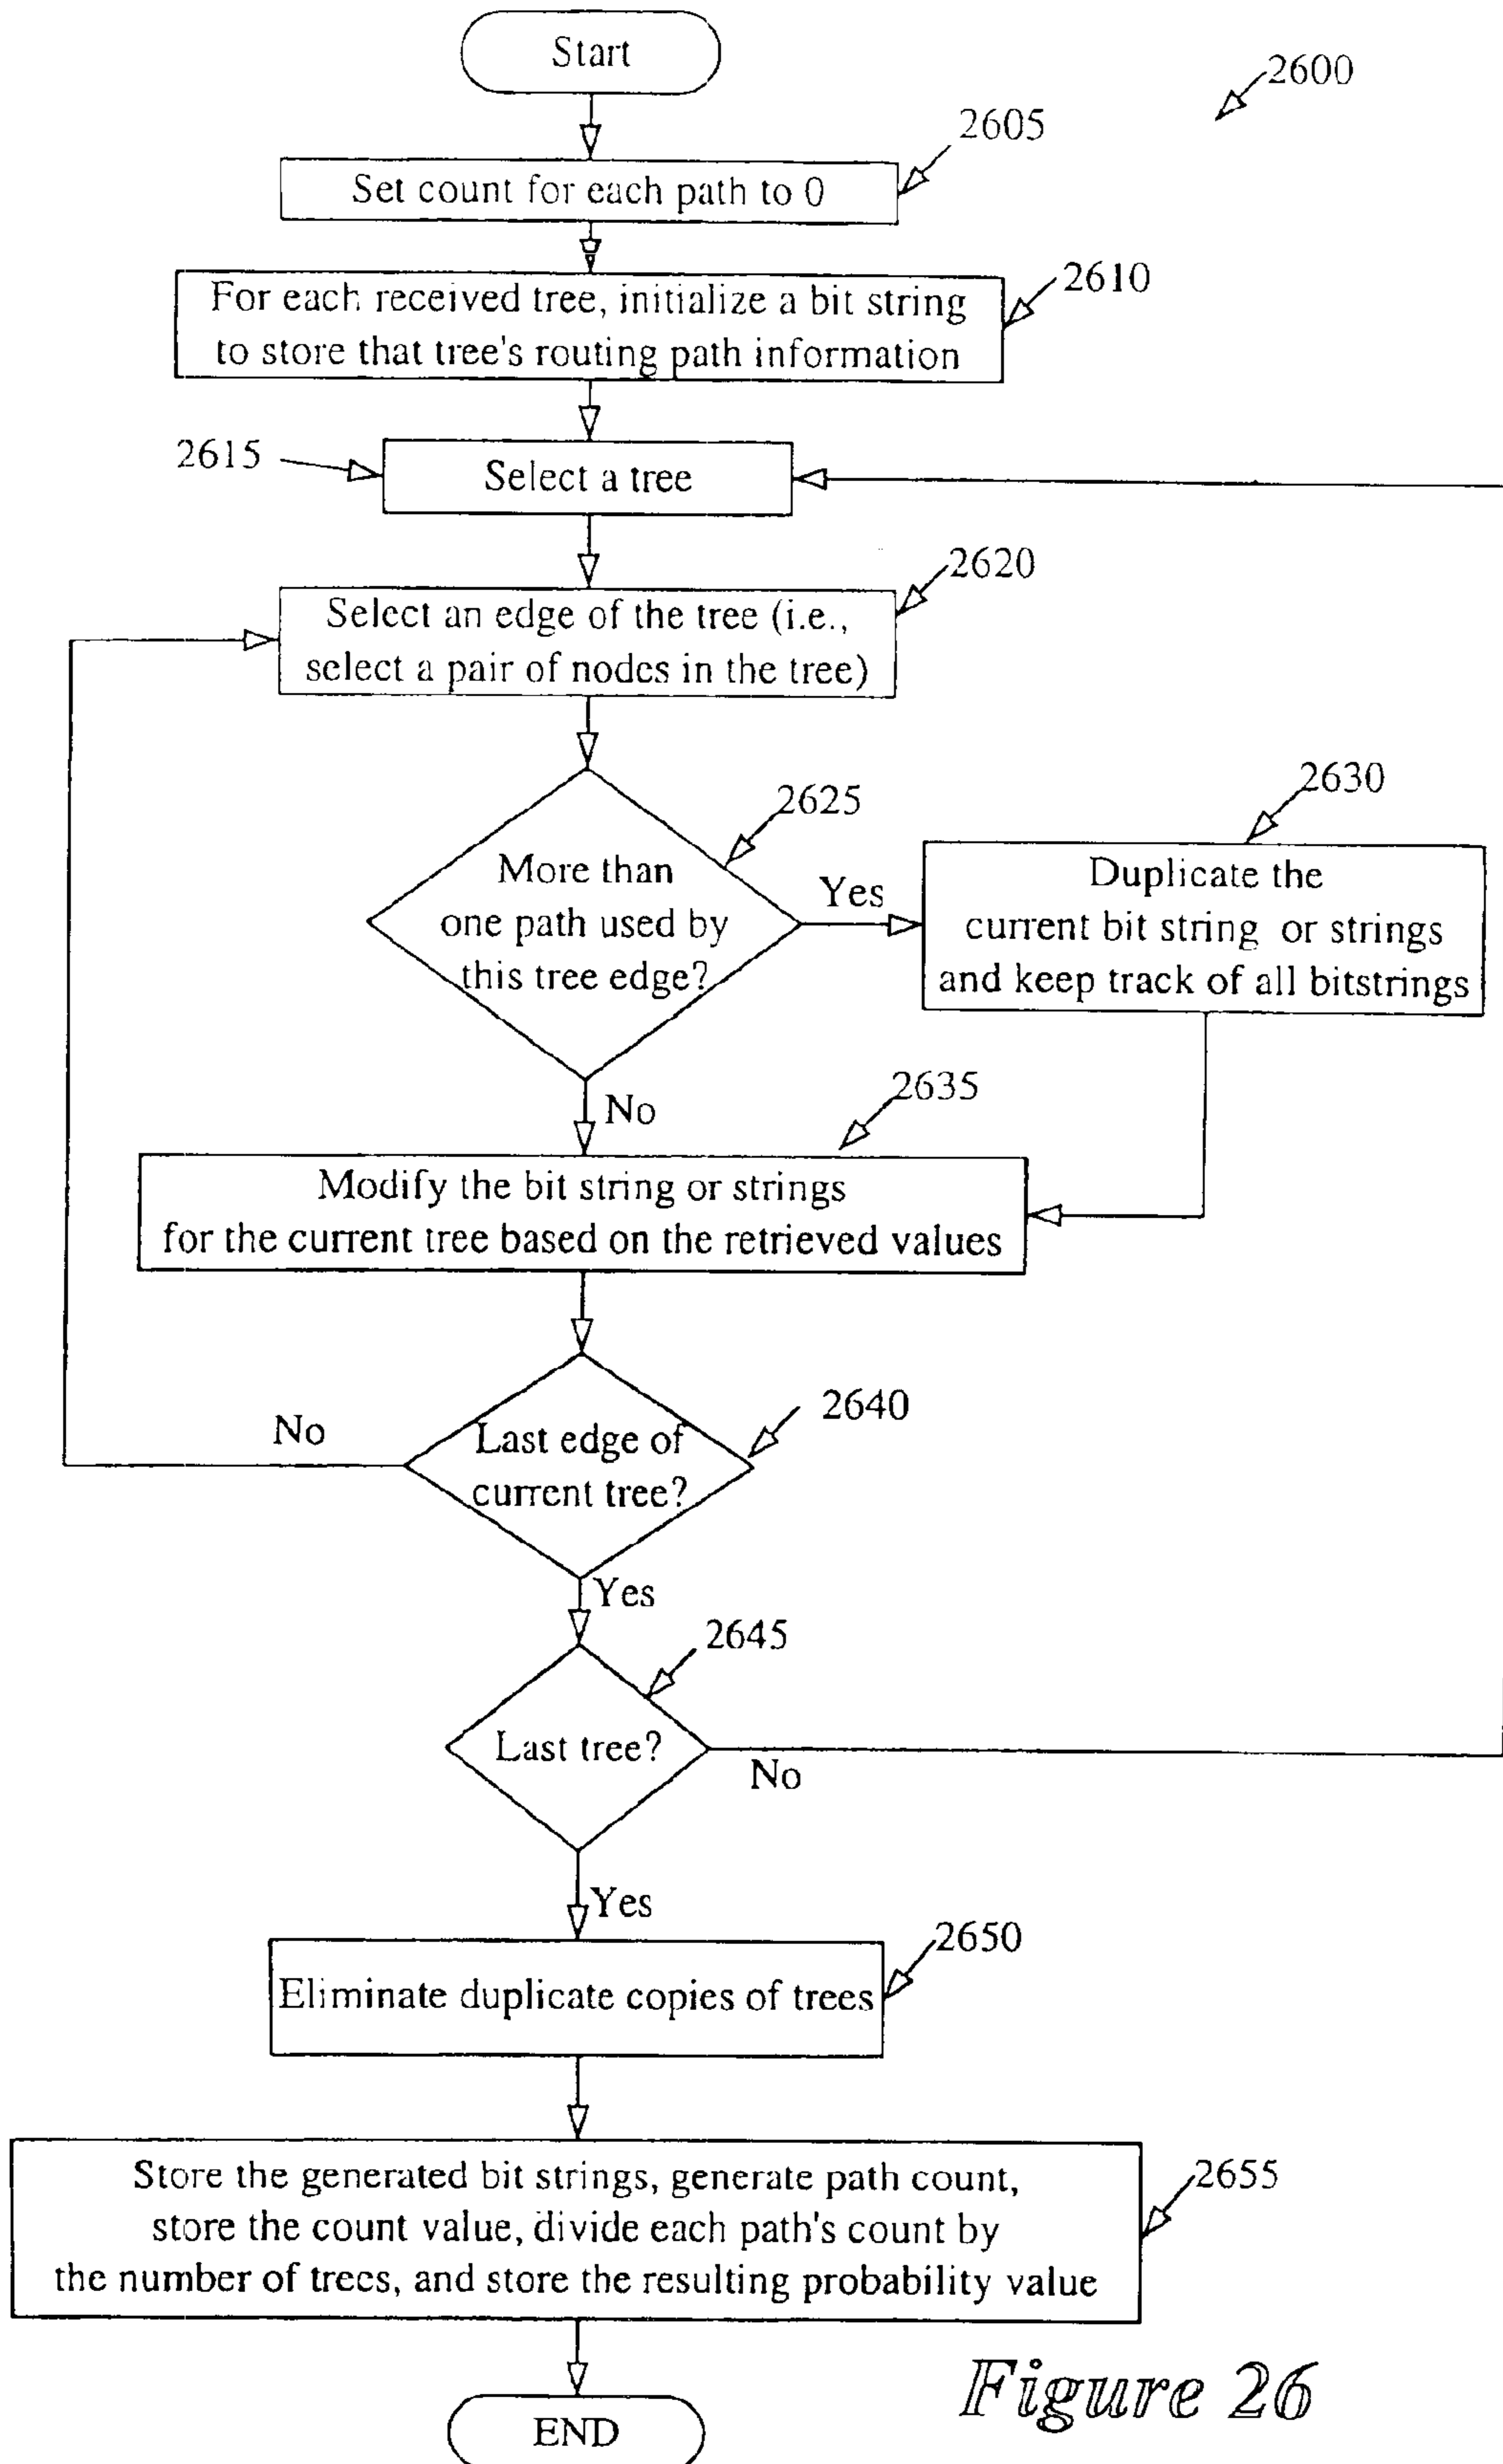 Start
2600
2605
Set count for each path to 0
2610
For each received tree, initialize a bit string
to store that tree's routing path information
2615
Select a tree
2620
Select an edge of the tree (i.e.,
select a pair of nodes in the tree)
2625
2630
More than
one path used by
this tree edge?
Yes
Duplicate the
current bit string or strings
and keep track of all bitstrings
No
2635
Modify the bit string or strings
for the current tree based on the retrieved values
2640
No
Last edge of
current tree?
Yes
2645
Last tree?
No
Yes
2650
Eliminate duplicate copies of trees
2655
Store the generated bit strings, generate path count,
store the count value, divide each path's count by
the number of trees, and store the resulting probability value
Figure 26
END